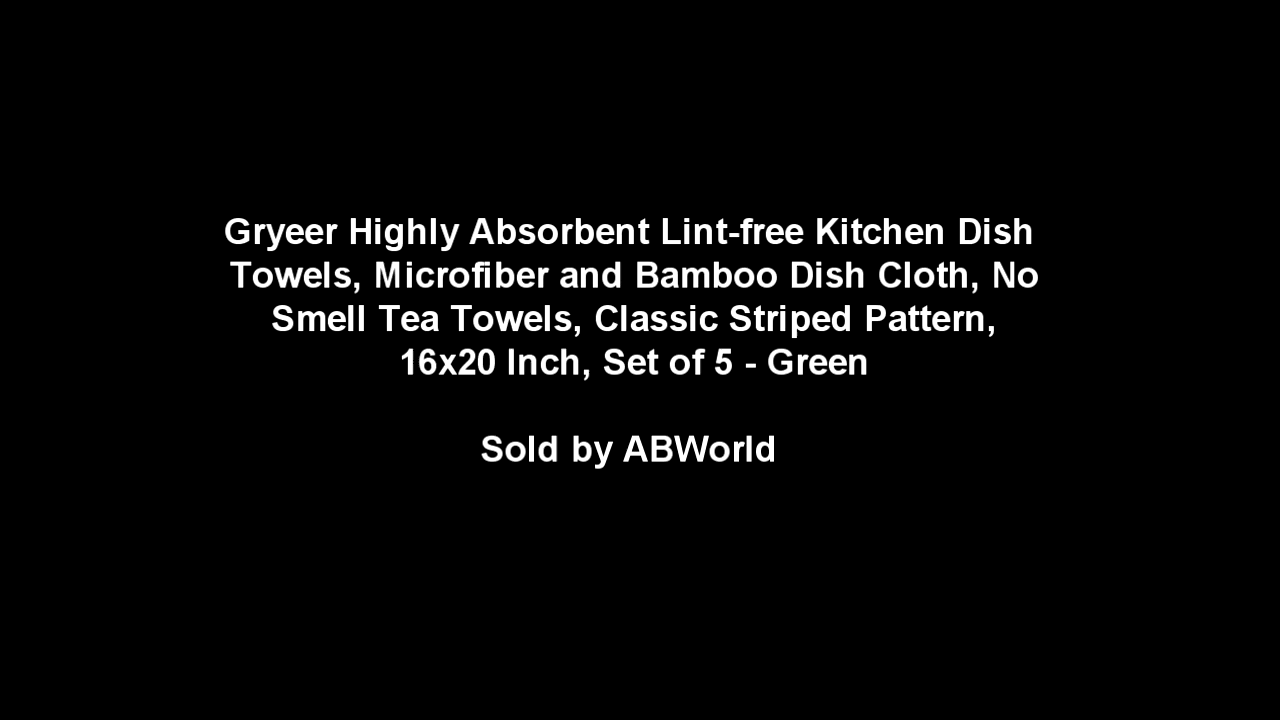 Gryeer Highly Absorbent Lint-free Kitchen Dish
Towels, Microfiber and Bamboo Dish Cloth, No
Smell Tea Towels, Classic Striped Pattern,
16x20 Inch, Set of 5 - Green
Sold by ABWorld